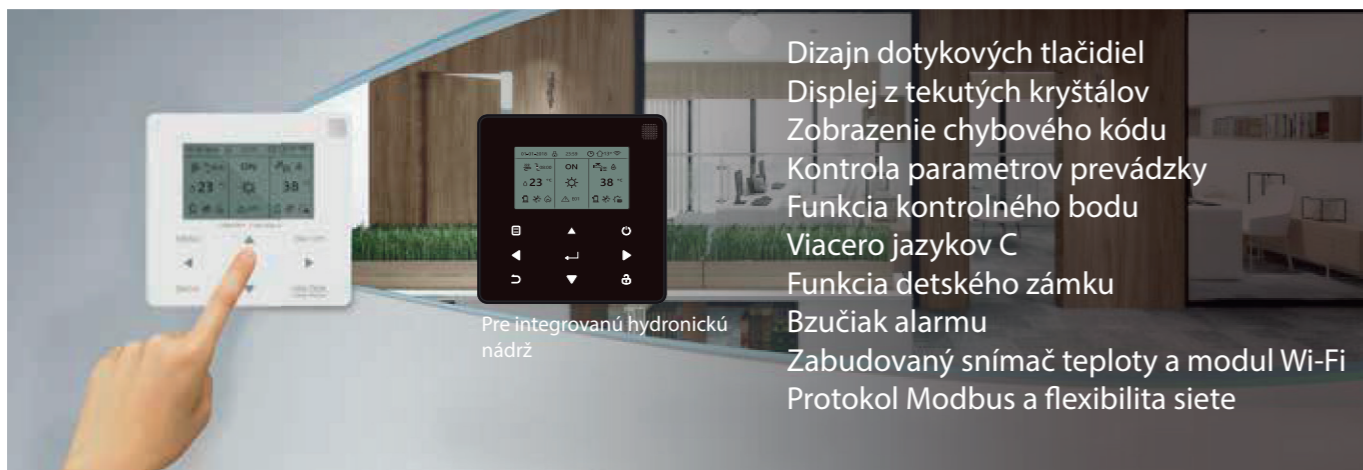 Dizajn dotykových tlačidiel
Displej z tekutých kryštálov
Zobrazenie chybového kódu
Kontrola parametrov prevádzky
Funkcia kontrolného bodu
Viacero jazykov C
Funkcia detského zámku
Bzučiak alarmu
Zabudovaný snímač teploty a modul Wi-Fi
Protokol Modbus a flexibilita siete
ON
23
38
ON
23 °C
38 °C
Pre integrovanú hydronickú
nádrž